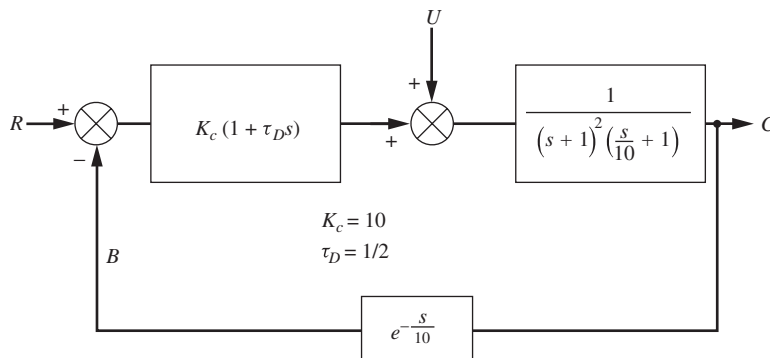 U
+
R
+
K_c (1 + τ_D s)
+
1
(s + 1)^2 (s/10 + 1)
C
−
K_c = 10
τ_D = 1/2
B
e^{−s/10}